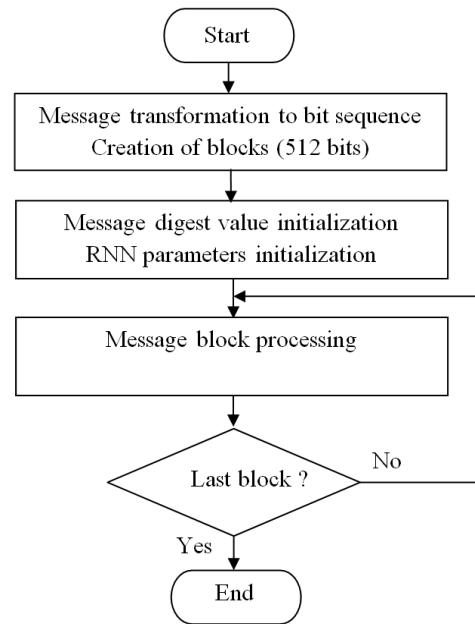 Start
Message transformation to bit sequence
Creation of blocks (512 bits)
Message digest value initialization
RNN parameters initialization
Message block processing
Last block ?
No
Yes
End